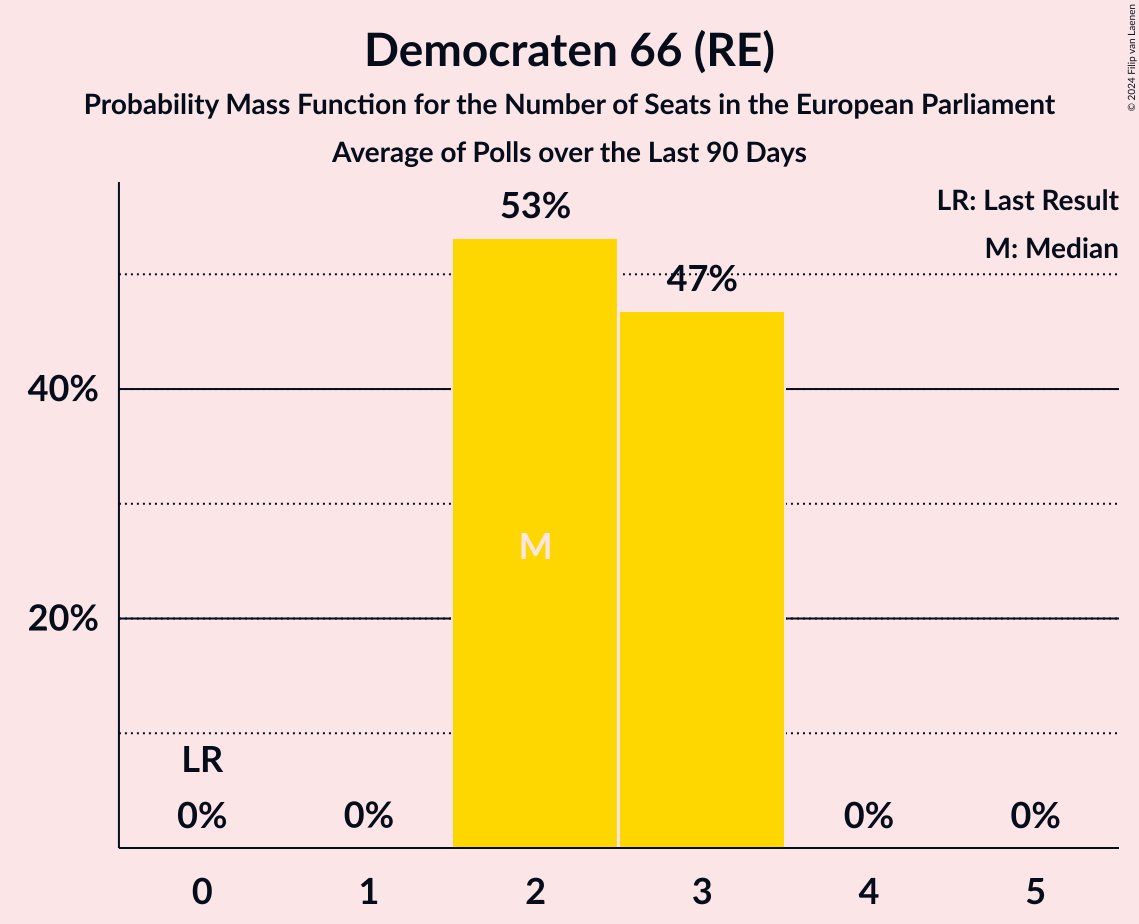 Democraten 66 (RE)
Probability Mass Function for the Number of Seats in the European Parliament
Average of Polls over the Last 90 Days
© 2024 Filip van Laenen
LR: Last Result
M: Median
53%
47%
40%
M
20%
LR
0%
0%
0%
0%
0
1
2
3
4
5